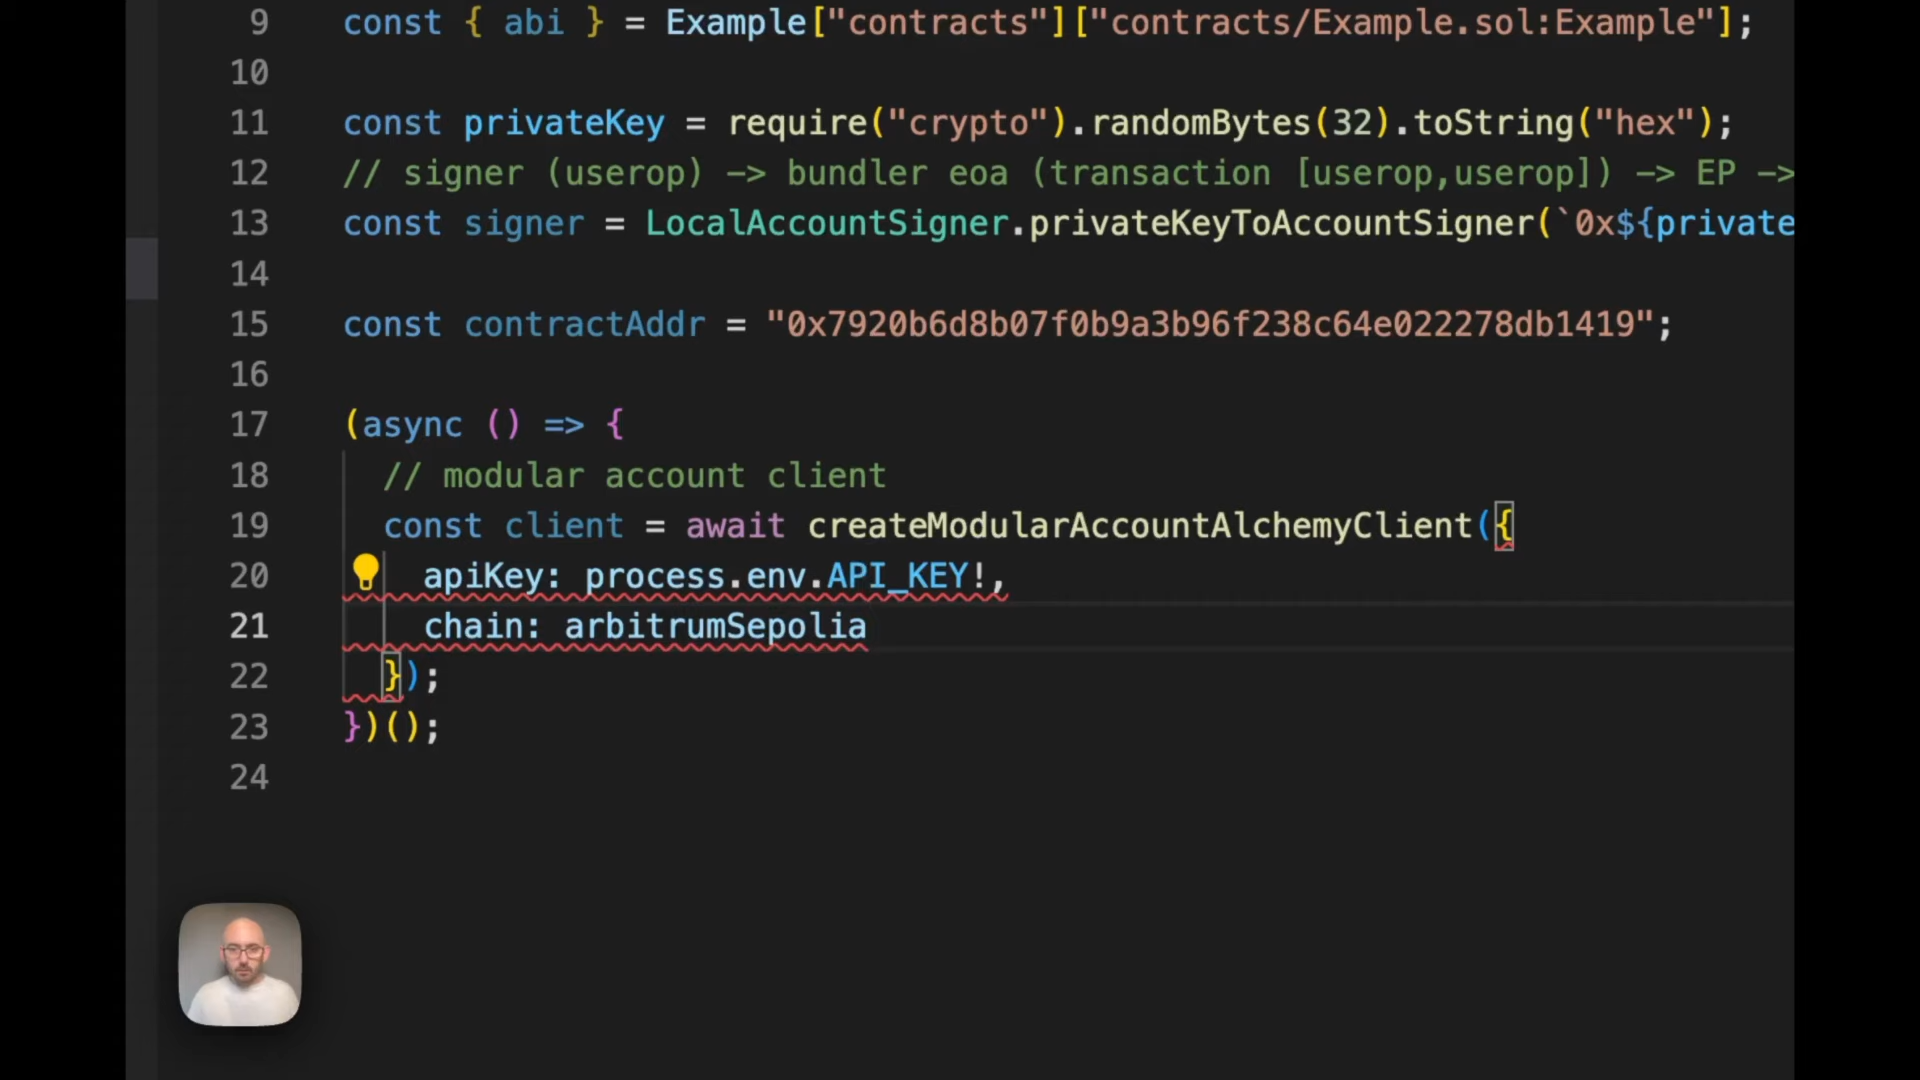 9 const { abi } = Example["contracts"]["contracts/Example.sol:Example"];
10
11 const privateKey = require("crypto").randomBytes(32).toString("hex");
12 // signer (userop) —> bundler eoa (transaction [userop,userop]) —> EP —>
13 const signer = LocalAccountSigner.privateKeyToAccountSigner(`0x${private
14
15 const contractAddr = "0x7920b6d8b07f0b9a3b96f238c64e022278db1419";
16
17 (async () => {
18 // modular account client
19 const client = await createModularAccountAlchemyClient({
20 apiKey: process.env.API_KEY!,
21 chain: arbitrumSepolia
22 });
23 })();
24